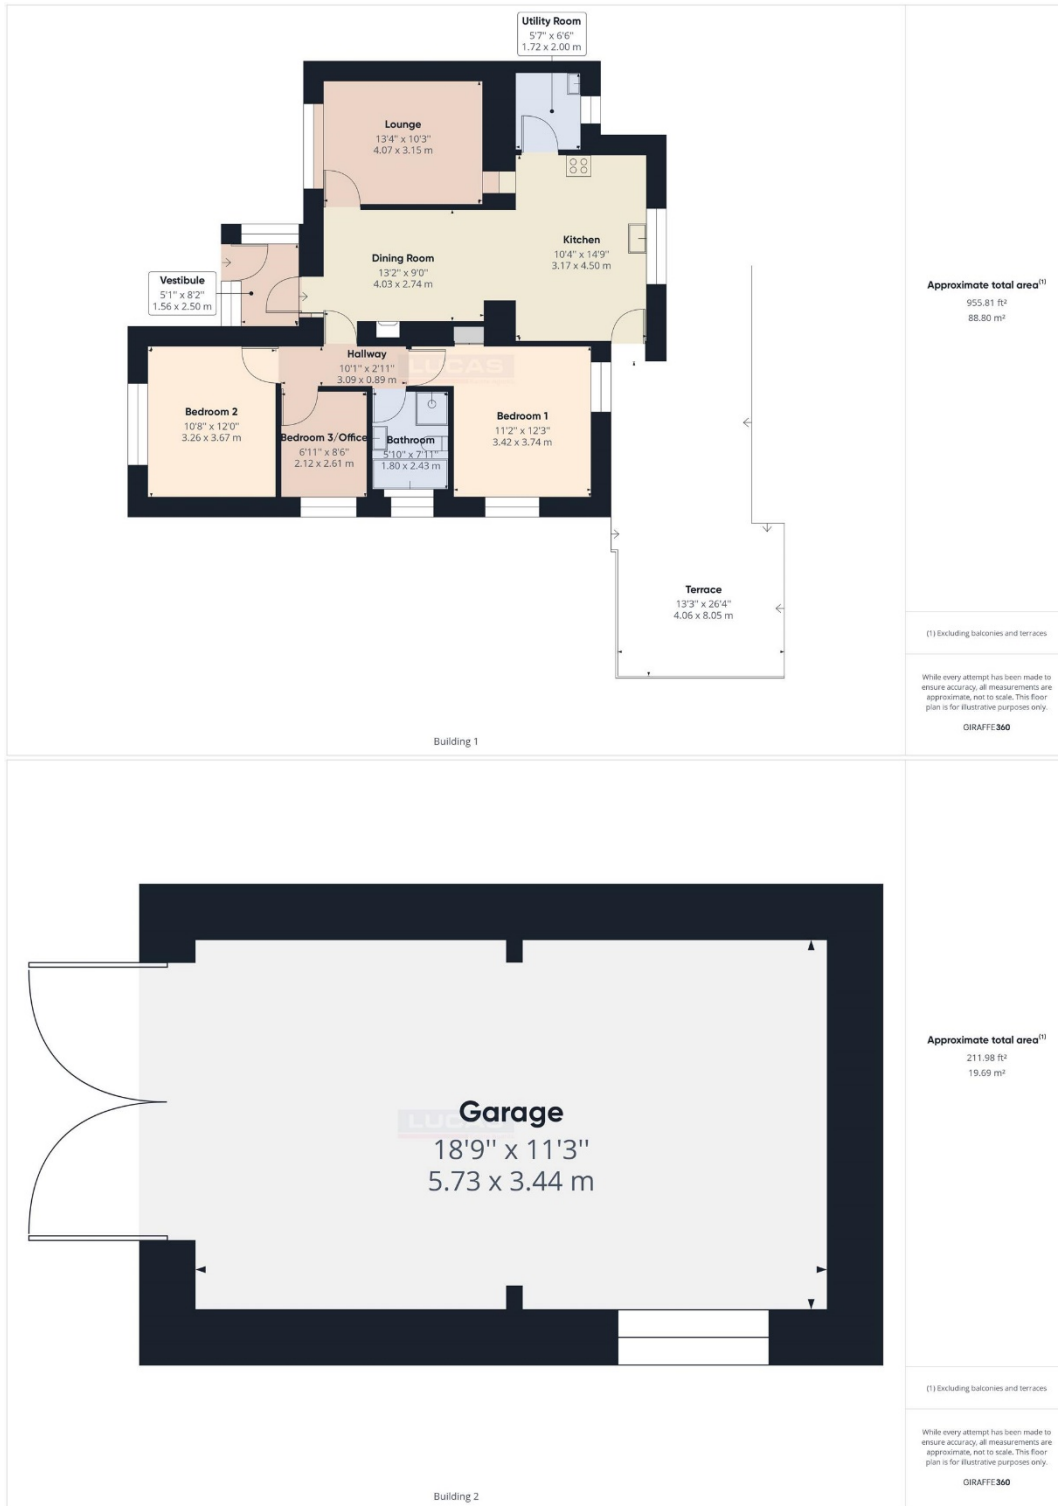 Utility Room
5'7" x 6'6"
1.72 x 2.00 m
Lounge
13'4" x 10'3"
4.07 x 3.15 m
Kitchen
10'4" x 14'9"
3.17 x 4.50 m
Dining Room
13'2" x 9'0"
4.03 x 2.74 m
Vestibule
5'1" x 8'2"
1.56 x 2.50 m
Hallway
10'1" x 2'11"
3.09 x 0.89 m
LUCAS
Bedroom 2
10'8" x 12'0"
3.26 x 3.67 m
Bedroom 3/Office
6'11" x 8'6"
2.12 x 2.61 m
Bathroom
5'10" x 7'11"
1.80 x 2.43 m
Bedroom 1
11'2" x 12'3"
3.42 x 3.74 m
Terrace
13'3" x 26'4"
4.06 x 8.05 m
Building 1
Approximate total area(1)
955.81 ft²
88.80 m²
(1) Excluding balconies and terraces
While every attempt has been made to
ensure accuracy, all measurements are
approximate, not to scale. This floor
plan is for illustrative purposes only.
GIRAFFE360
LUCAS
Garage
18'9" x 11'3"
5.73 x 3.44 m
Building 2
Approximate total area(1)
211.98 ft²
19.69 m²
(1) Excluding balconies and terraces
While every attempt has been made to
ensure accuracy, all measurements are
approximate, not to scale. This floor
plan is for illustrative purposes only.
GIRAFFE360